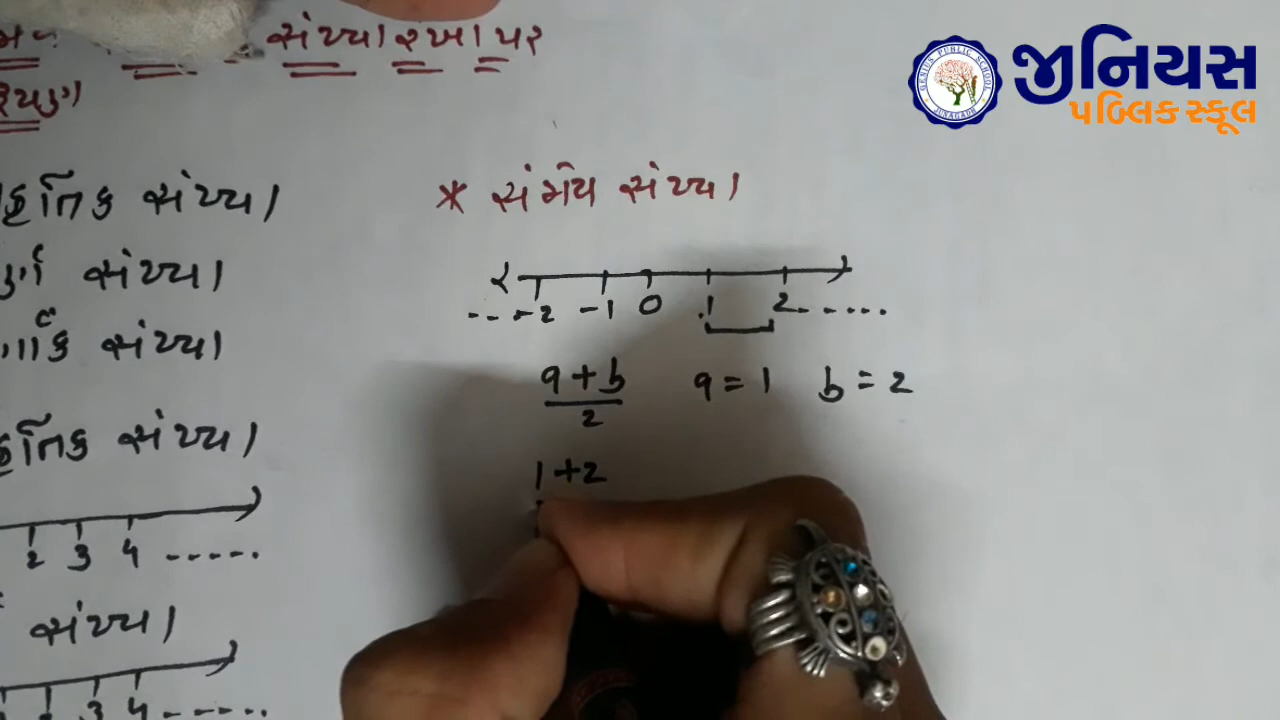 સંખ્યા રેખા પર
GENIUS PUBLIC SCHOOL
JUNAGADH
જીનિયસ
પબ્લિક સ્કૂલ
* સંમેય સંખ્યા
-2 -1 0 1 2 ......
a + b
2
a = 1 b = 2
1 + 2
સંખ્યા
સંખ્યા
સંખ્યા
સંખ્યા
2 3 4 ......
સંખ્યા
3 4 ......